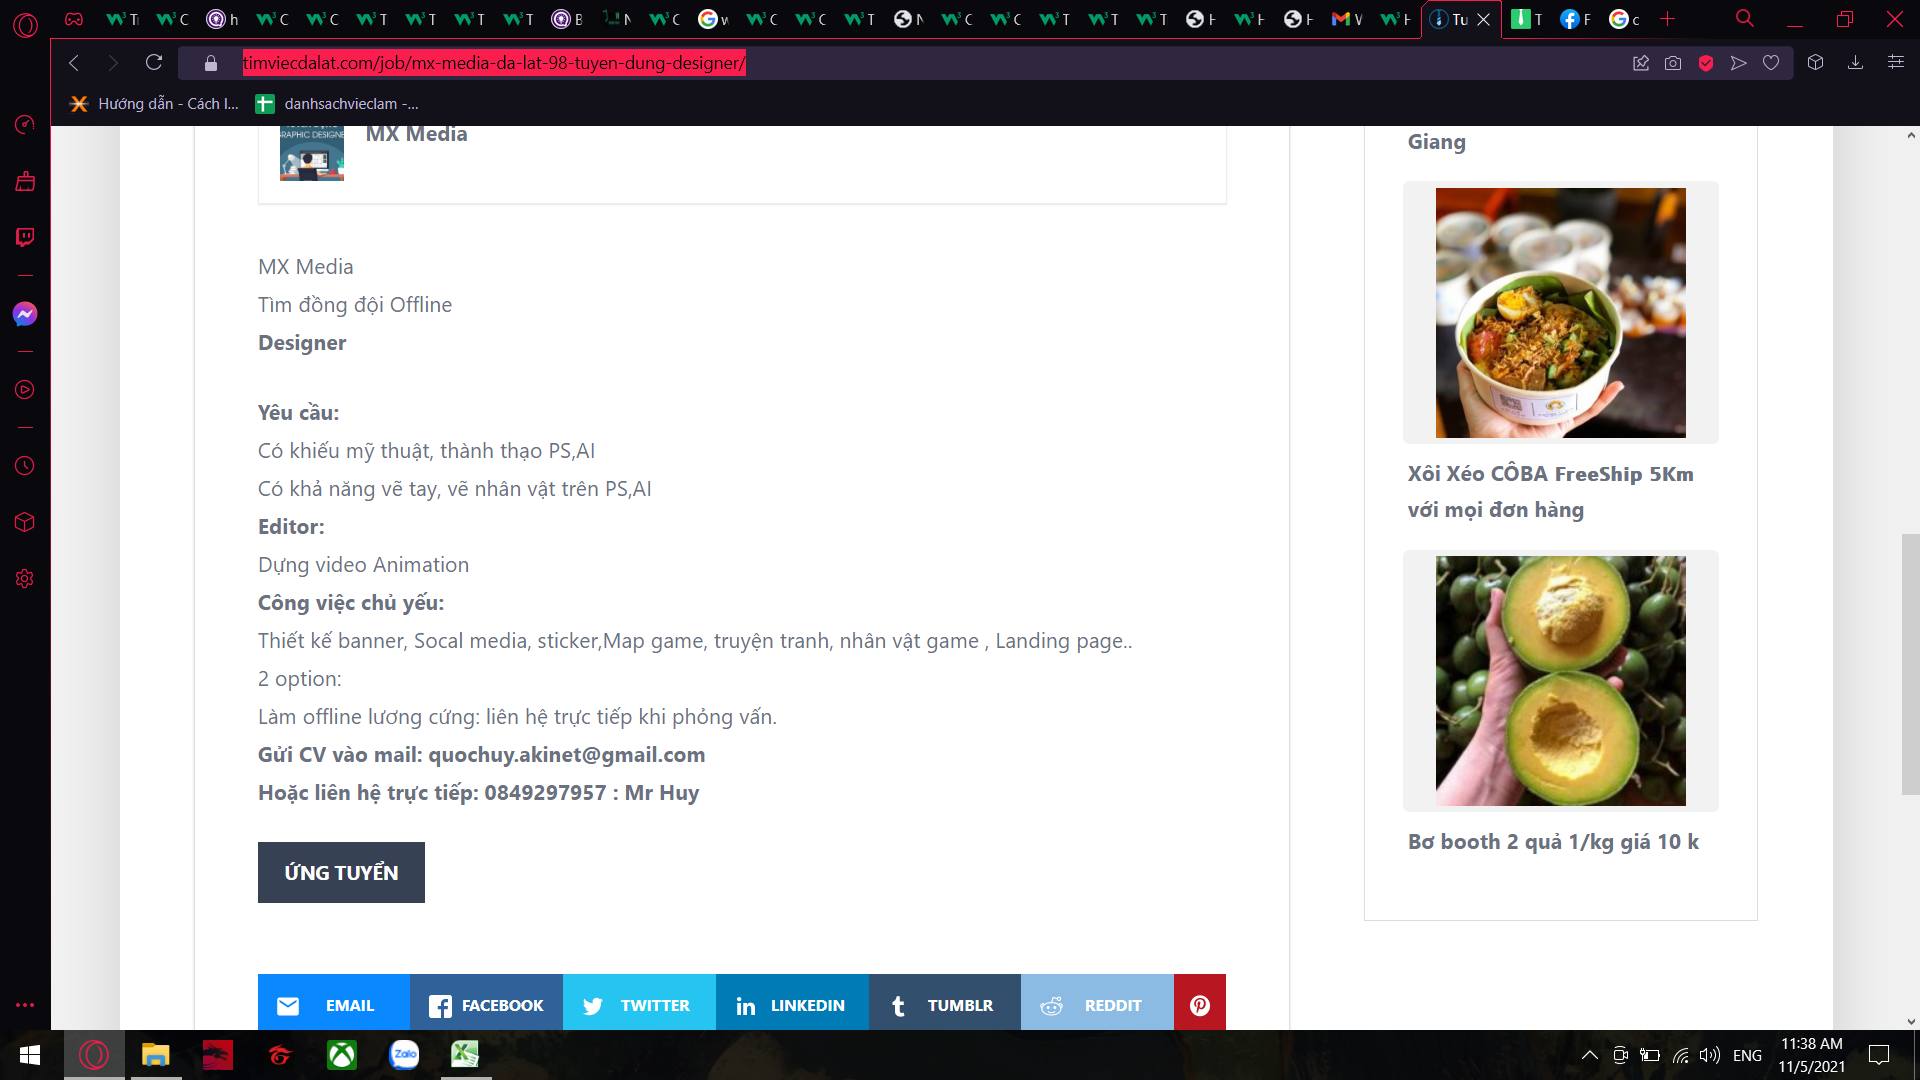 Tu
timviecdalat.com/job/mx-media-da-lat-98-tuyen-dung-designer/
Hướng dẫn - Cách l...
danhsachvieclam -...
GRAPHIC DESIGNE
MX Media
MX Media
Tìm đồng đội Offline
Designer
Yêu cầu:
Có khiếu mỹ thuật, thành thạo PS,AI
Có khả năng vẽ tay, vẽ nhân vật trên PS,AI
Editor:
Dựng video Animation
Công việc chủ yếu:
Thiết kế banner, Socal media, sticker,Map game, truyện tranh, nhân vật game , Landing page..
2 option:
Làm offline lương cứng: liên hệ trực tiếp khi phỏng vấn.
Gửi CV vào mail: quochuy.akinet@gmail.com
Hoặc liên hệ trực tiếp: 0849297957 : Mr Huy
ỨNG TUYỂN
EMAIL
FACEBOOK
TWITTER
LINKEDIN
TUMBLR
REDDIT
Giang
Xôi Xéo CÔBA FreeShip 5Km
với mọi đơn hàng
Bơ booth 2 quả 1/kg giá 10 k
Zalo
ENG
11:38 AM
11/5/2021